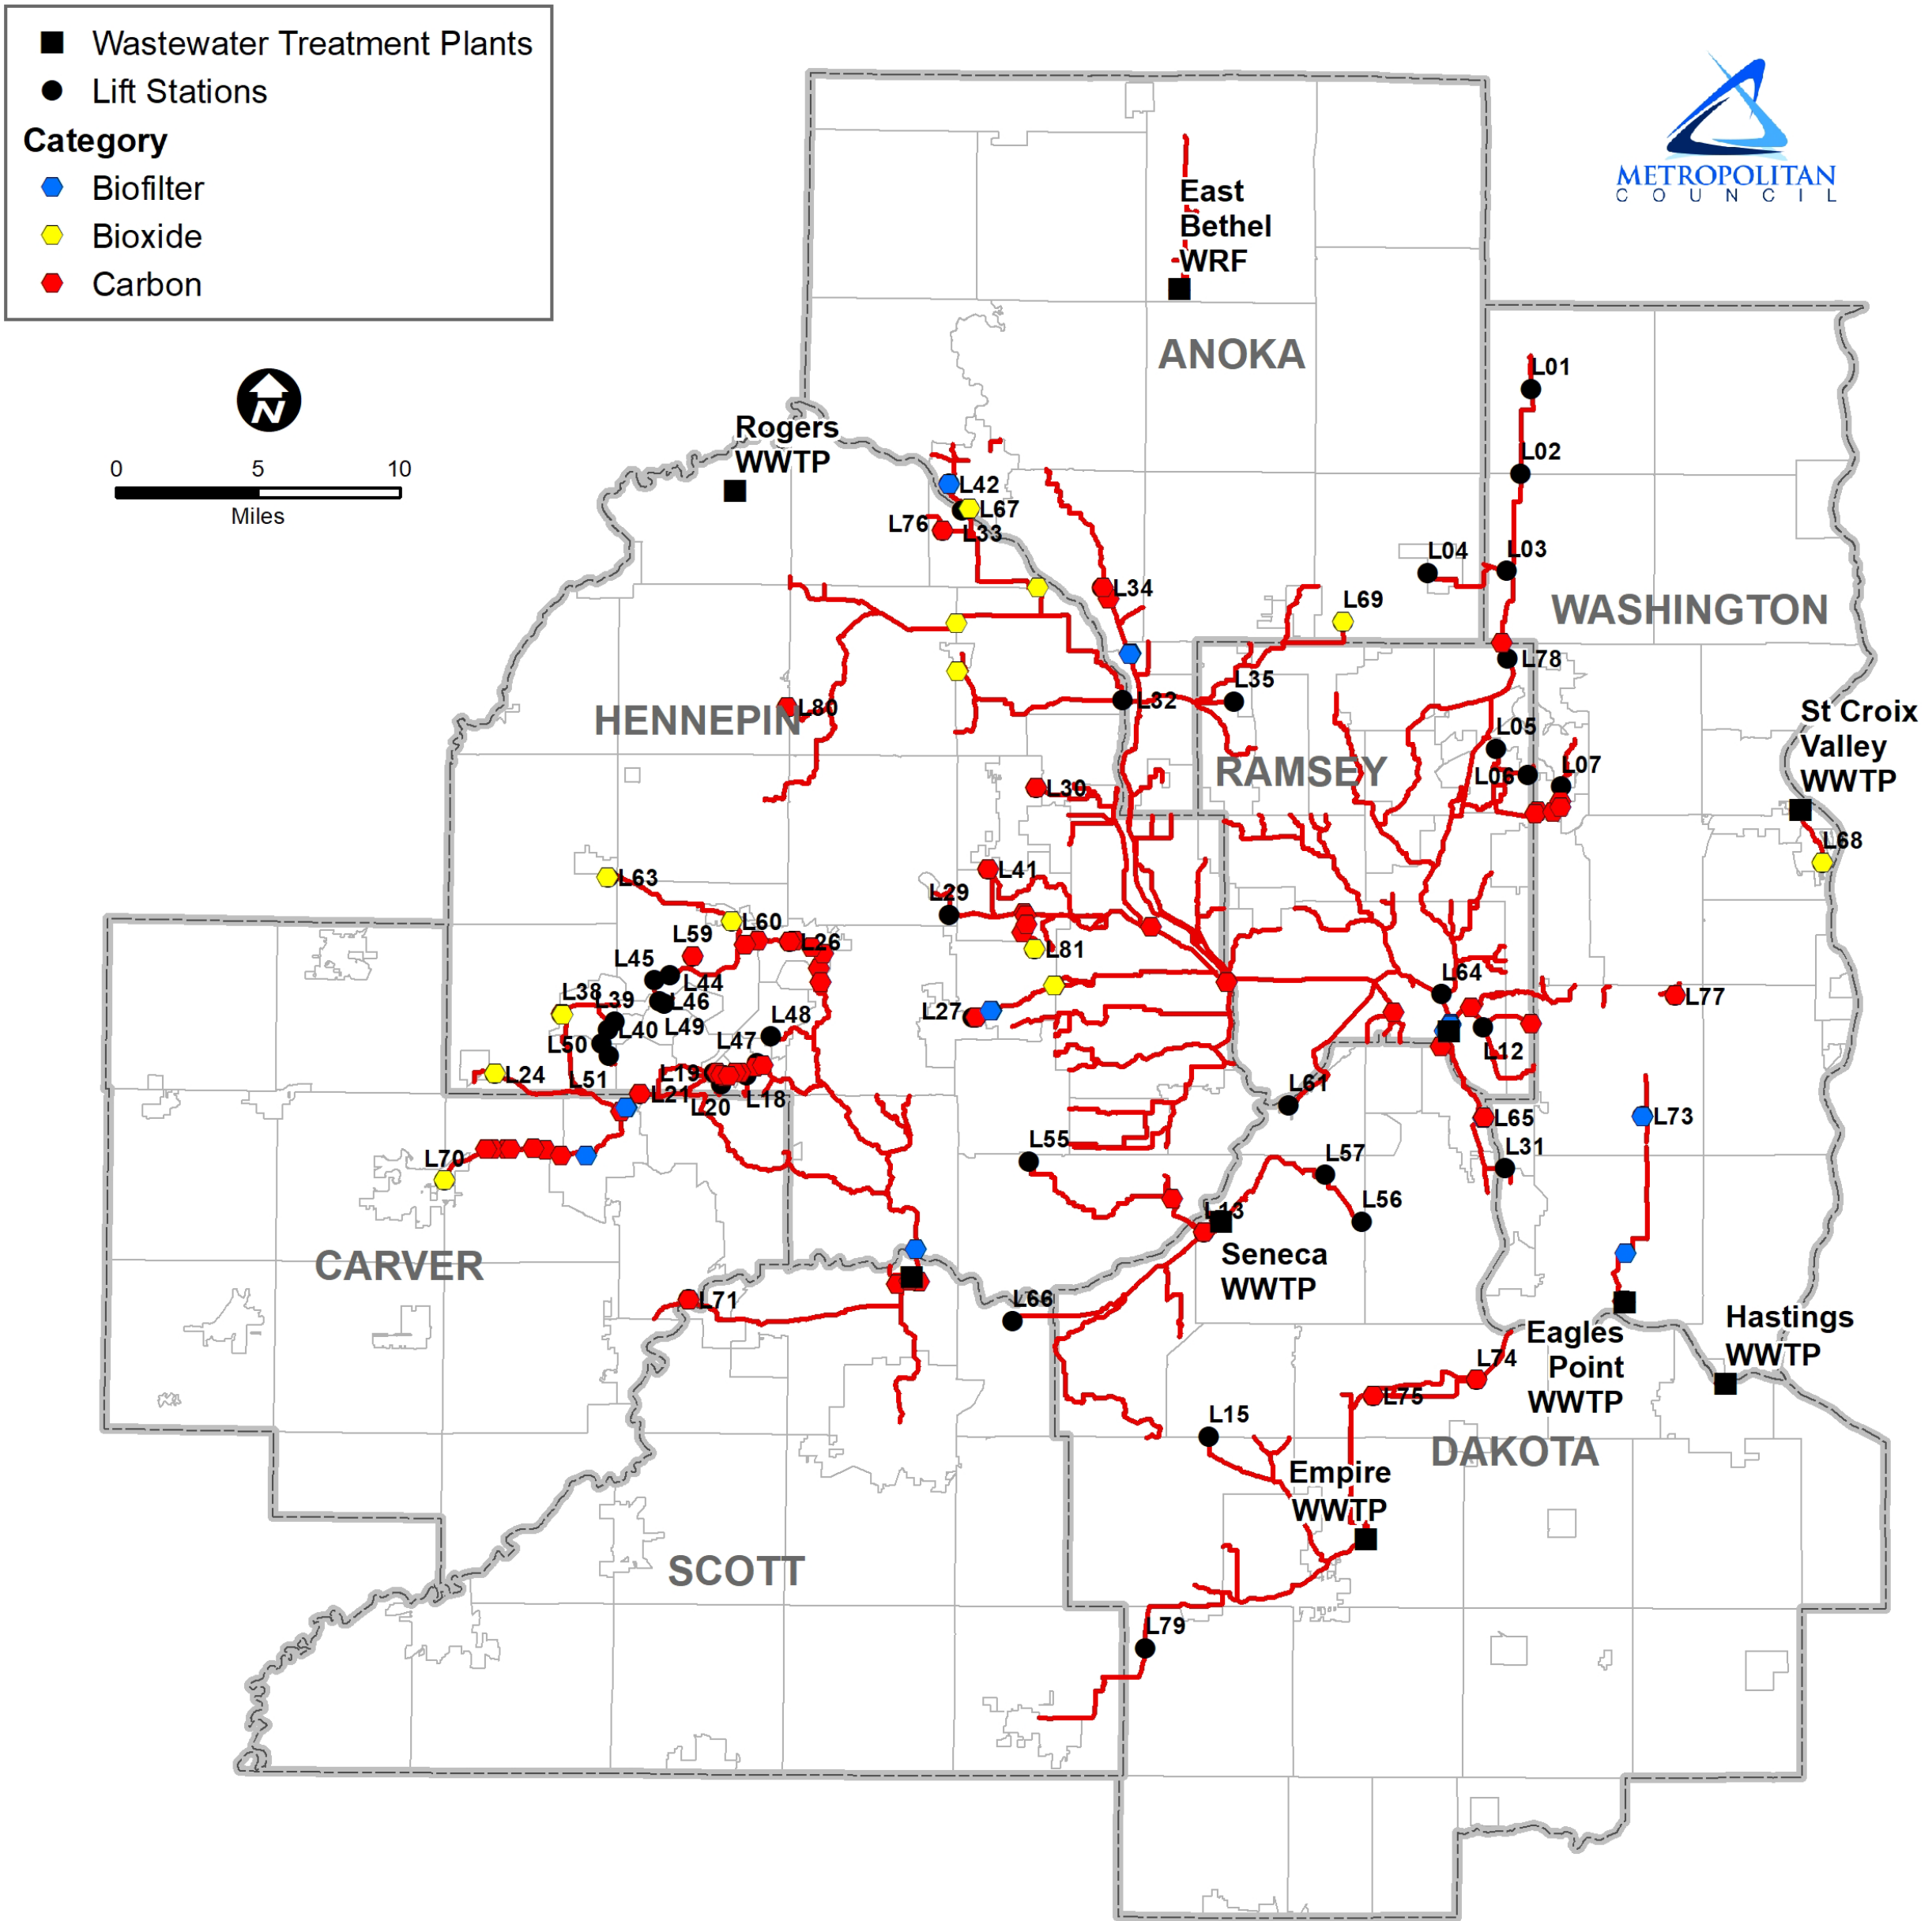 Wastewater Treatment Plants
Lift Stations
Category
Biofilter
Bioxide
Carbon
METROPOLITAN
COUNCIL
N
0 5 10
Miles
East
Bethel
WRF
ANOKA
L01
Rogers
WWTP
L02
L42
L67
L76
L33
L04
L03
L34
L69
WASHINGTON
L78
L35
L32
L80
HENNEPIN
St Croix
Valley
WWTP
L05
RAMSEY
L06
L07
L30
L68
L41
L63
L29
L60
L59
L26
L81
L45
L44
L64
L38
L39
L46
L77
L27
L48
L40
L49
L50
L47
L12
L24
L51
L19
L21
L20
L18
L61
L65
L73
L55
L57
L31
L70
L56
L13
Seneca
WWTP
CARVER
L71
L66
Hastings
WWTP
Eagles
Point
WWTP
L74
L75
L15
DAKOTA
Empire
WWTP
SCOTT
L79